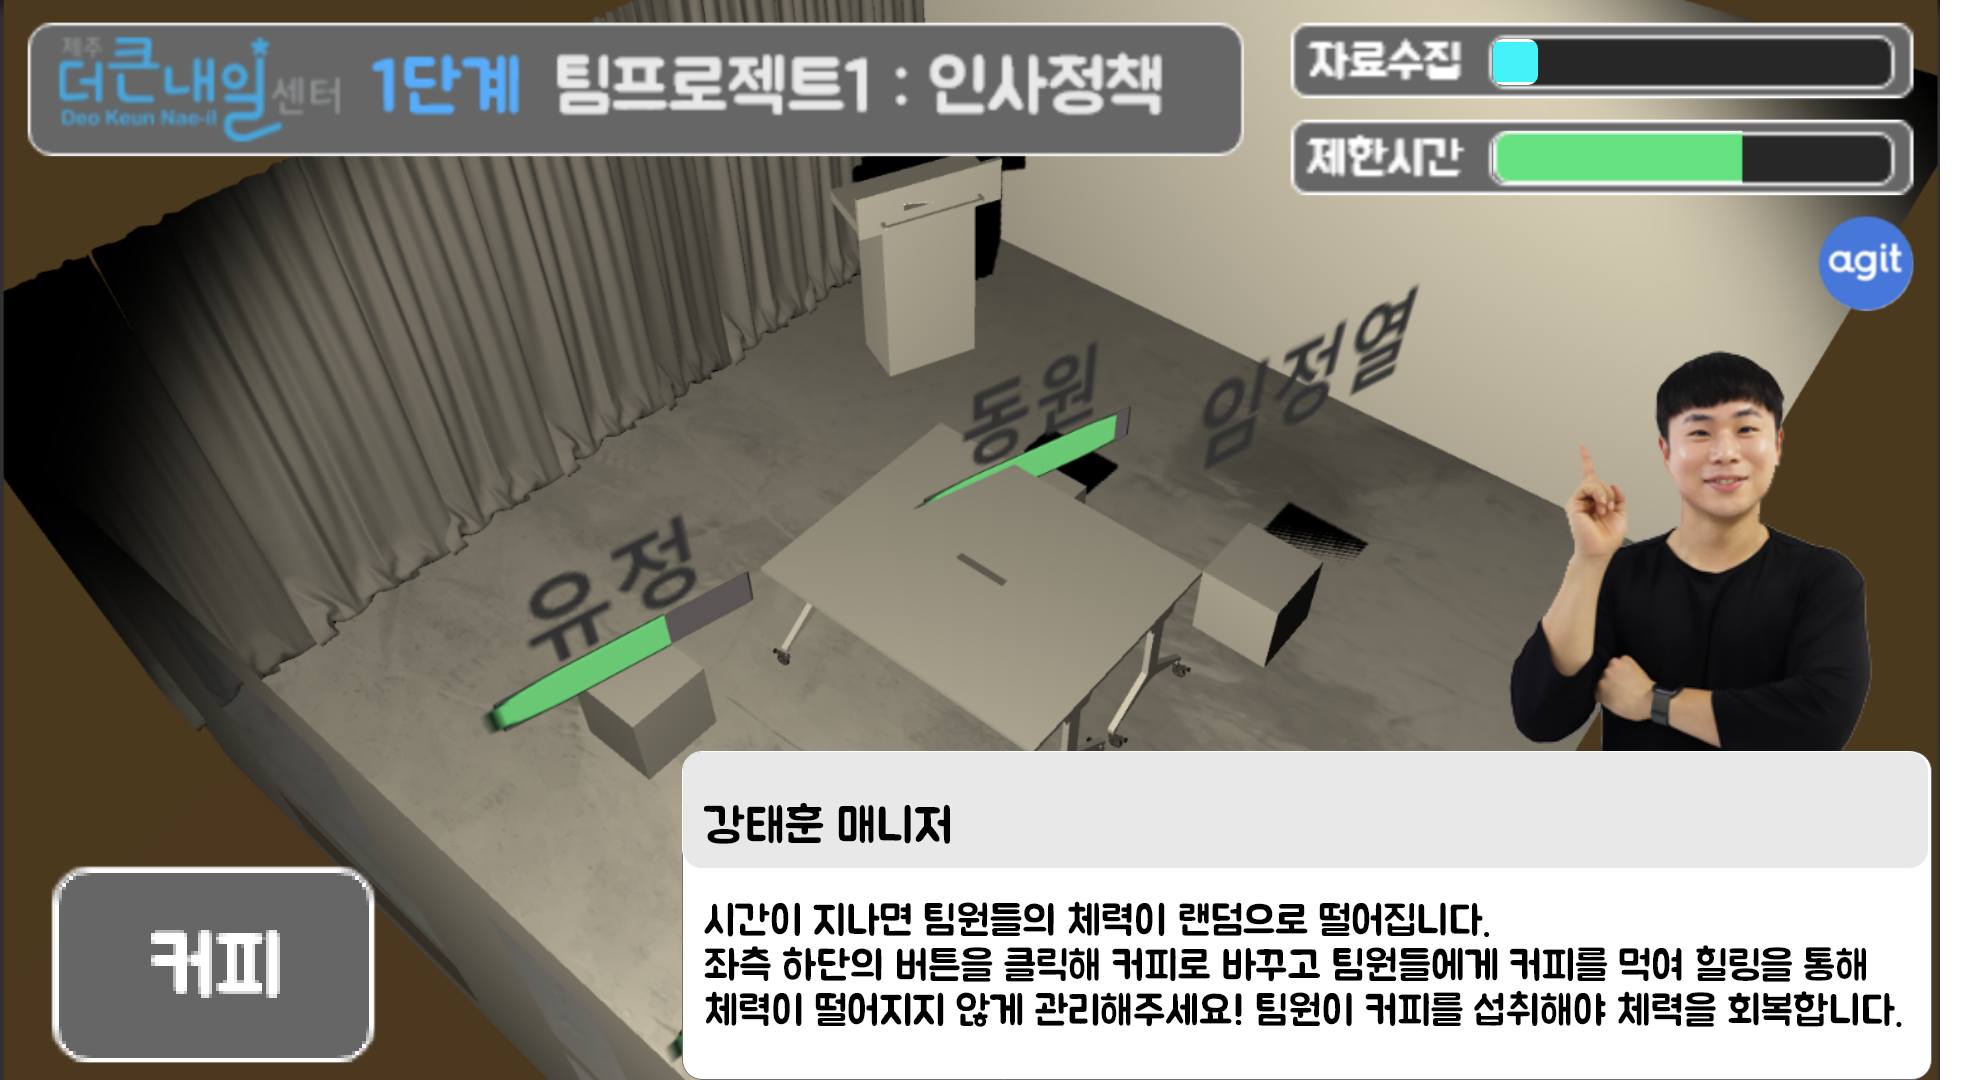 제주
더큰내일센터
Deo Keun Nae-il
1단계 팀프로젝트1 : 인사정책
자료수집
제한시간
agit
동원
임정열
유정
강태훈 매니저
시간이 지나면 팀원들의 체력이 랜덤으로 떨어집니다.
좌측 하단의 버튼을 클릭해 커피로 바꾸고 팀원들에게 커피를 먹여 힐링을 통해
체력이 떨어지지 않게 관리해주세요! 팀원이 커피를 섭취해야 체력을 회복합니다.
커피